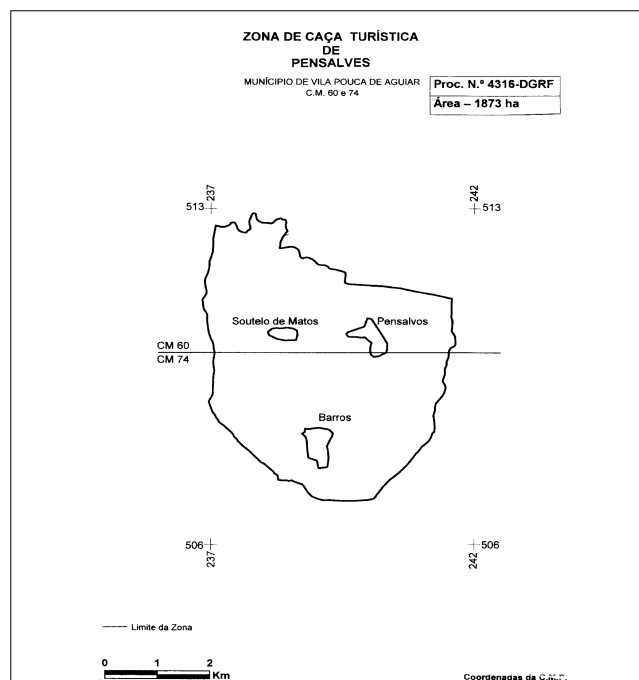 ZONA DE CAÇA TURÍSTICA
DE
PENSALVES
MUNÍCIPIO DE VILA POUCA DE AGUIAR
C.M. 60 e 74
Proc. N.º 4316-DGRF
Área – 1873 ha
237
242
513
513
Soutelo de Matos
Pensalvos
CM 60
CM 74
Barros
506
506
237
242
Limite da Zona
0 1 2
Km
Coordenadas da C.M.P.